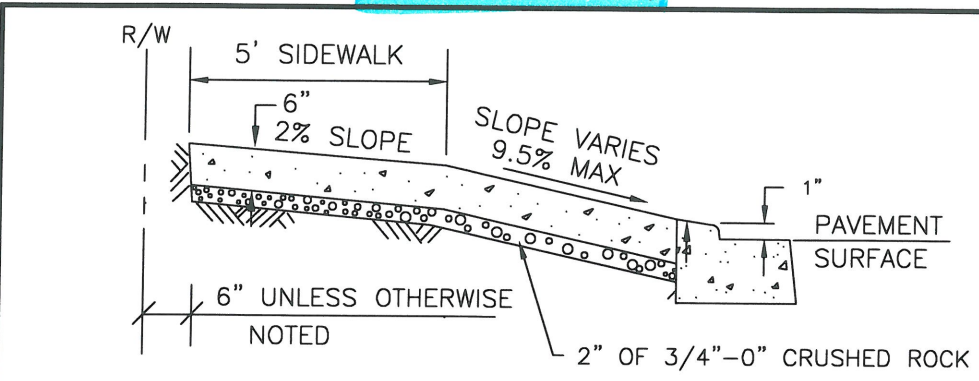 R/W
5' SIDEWALK
6"
2% SLOPE
SLOPE VARIES
9.5% MAX
1"
PAVEMENT
SURFACE
6" UNLESS OTHERWISE
NOTED
2" OF 3/4"-0" CRUSHED ROCK